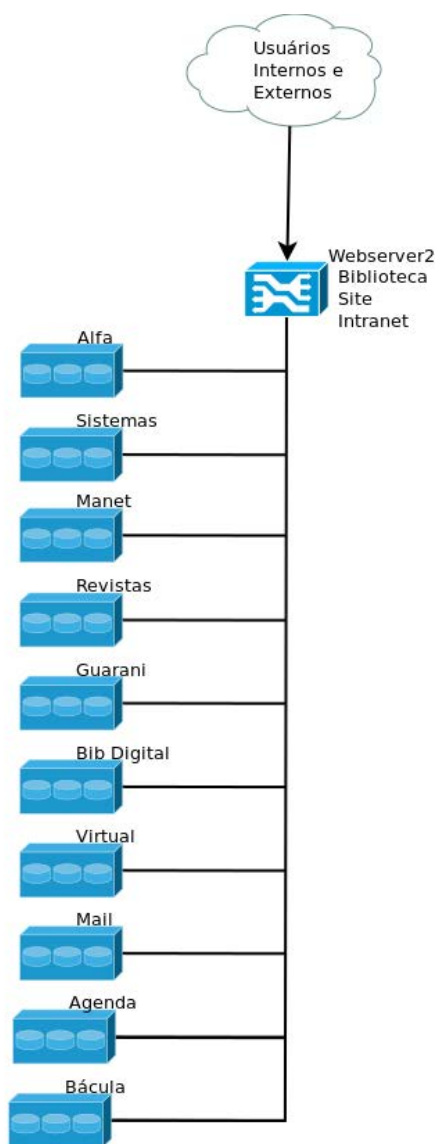 Usuários
Internos e
Externos
Webserver2
Biblioteca
Site
Intranet
Alfa
Sistemas
Manet
Revistas
Guarani
Bib Digital
Virtual
Mail
Agenda
Bácula